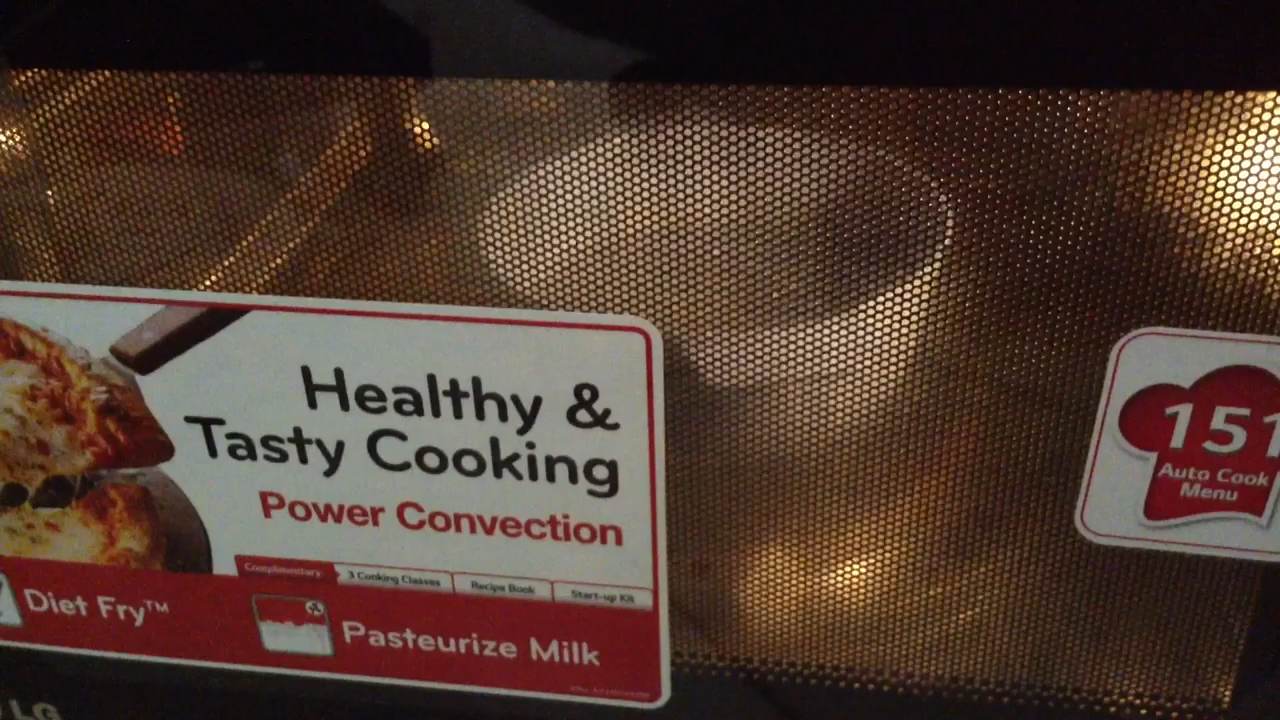 Healthy &
Tasty Cooking
Power Convection
Complimentary
3 Cooking Classes
Recipe Book
Start-up Kit
Diet Fry™
Pasteurize Milk
LG
151
Auto Cook
Menu